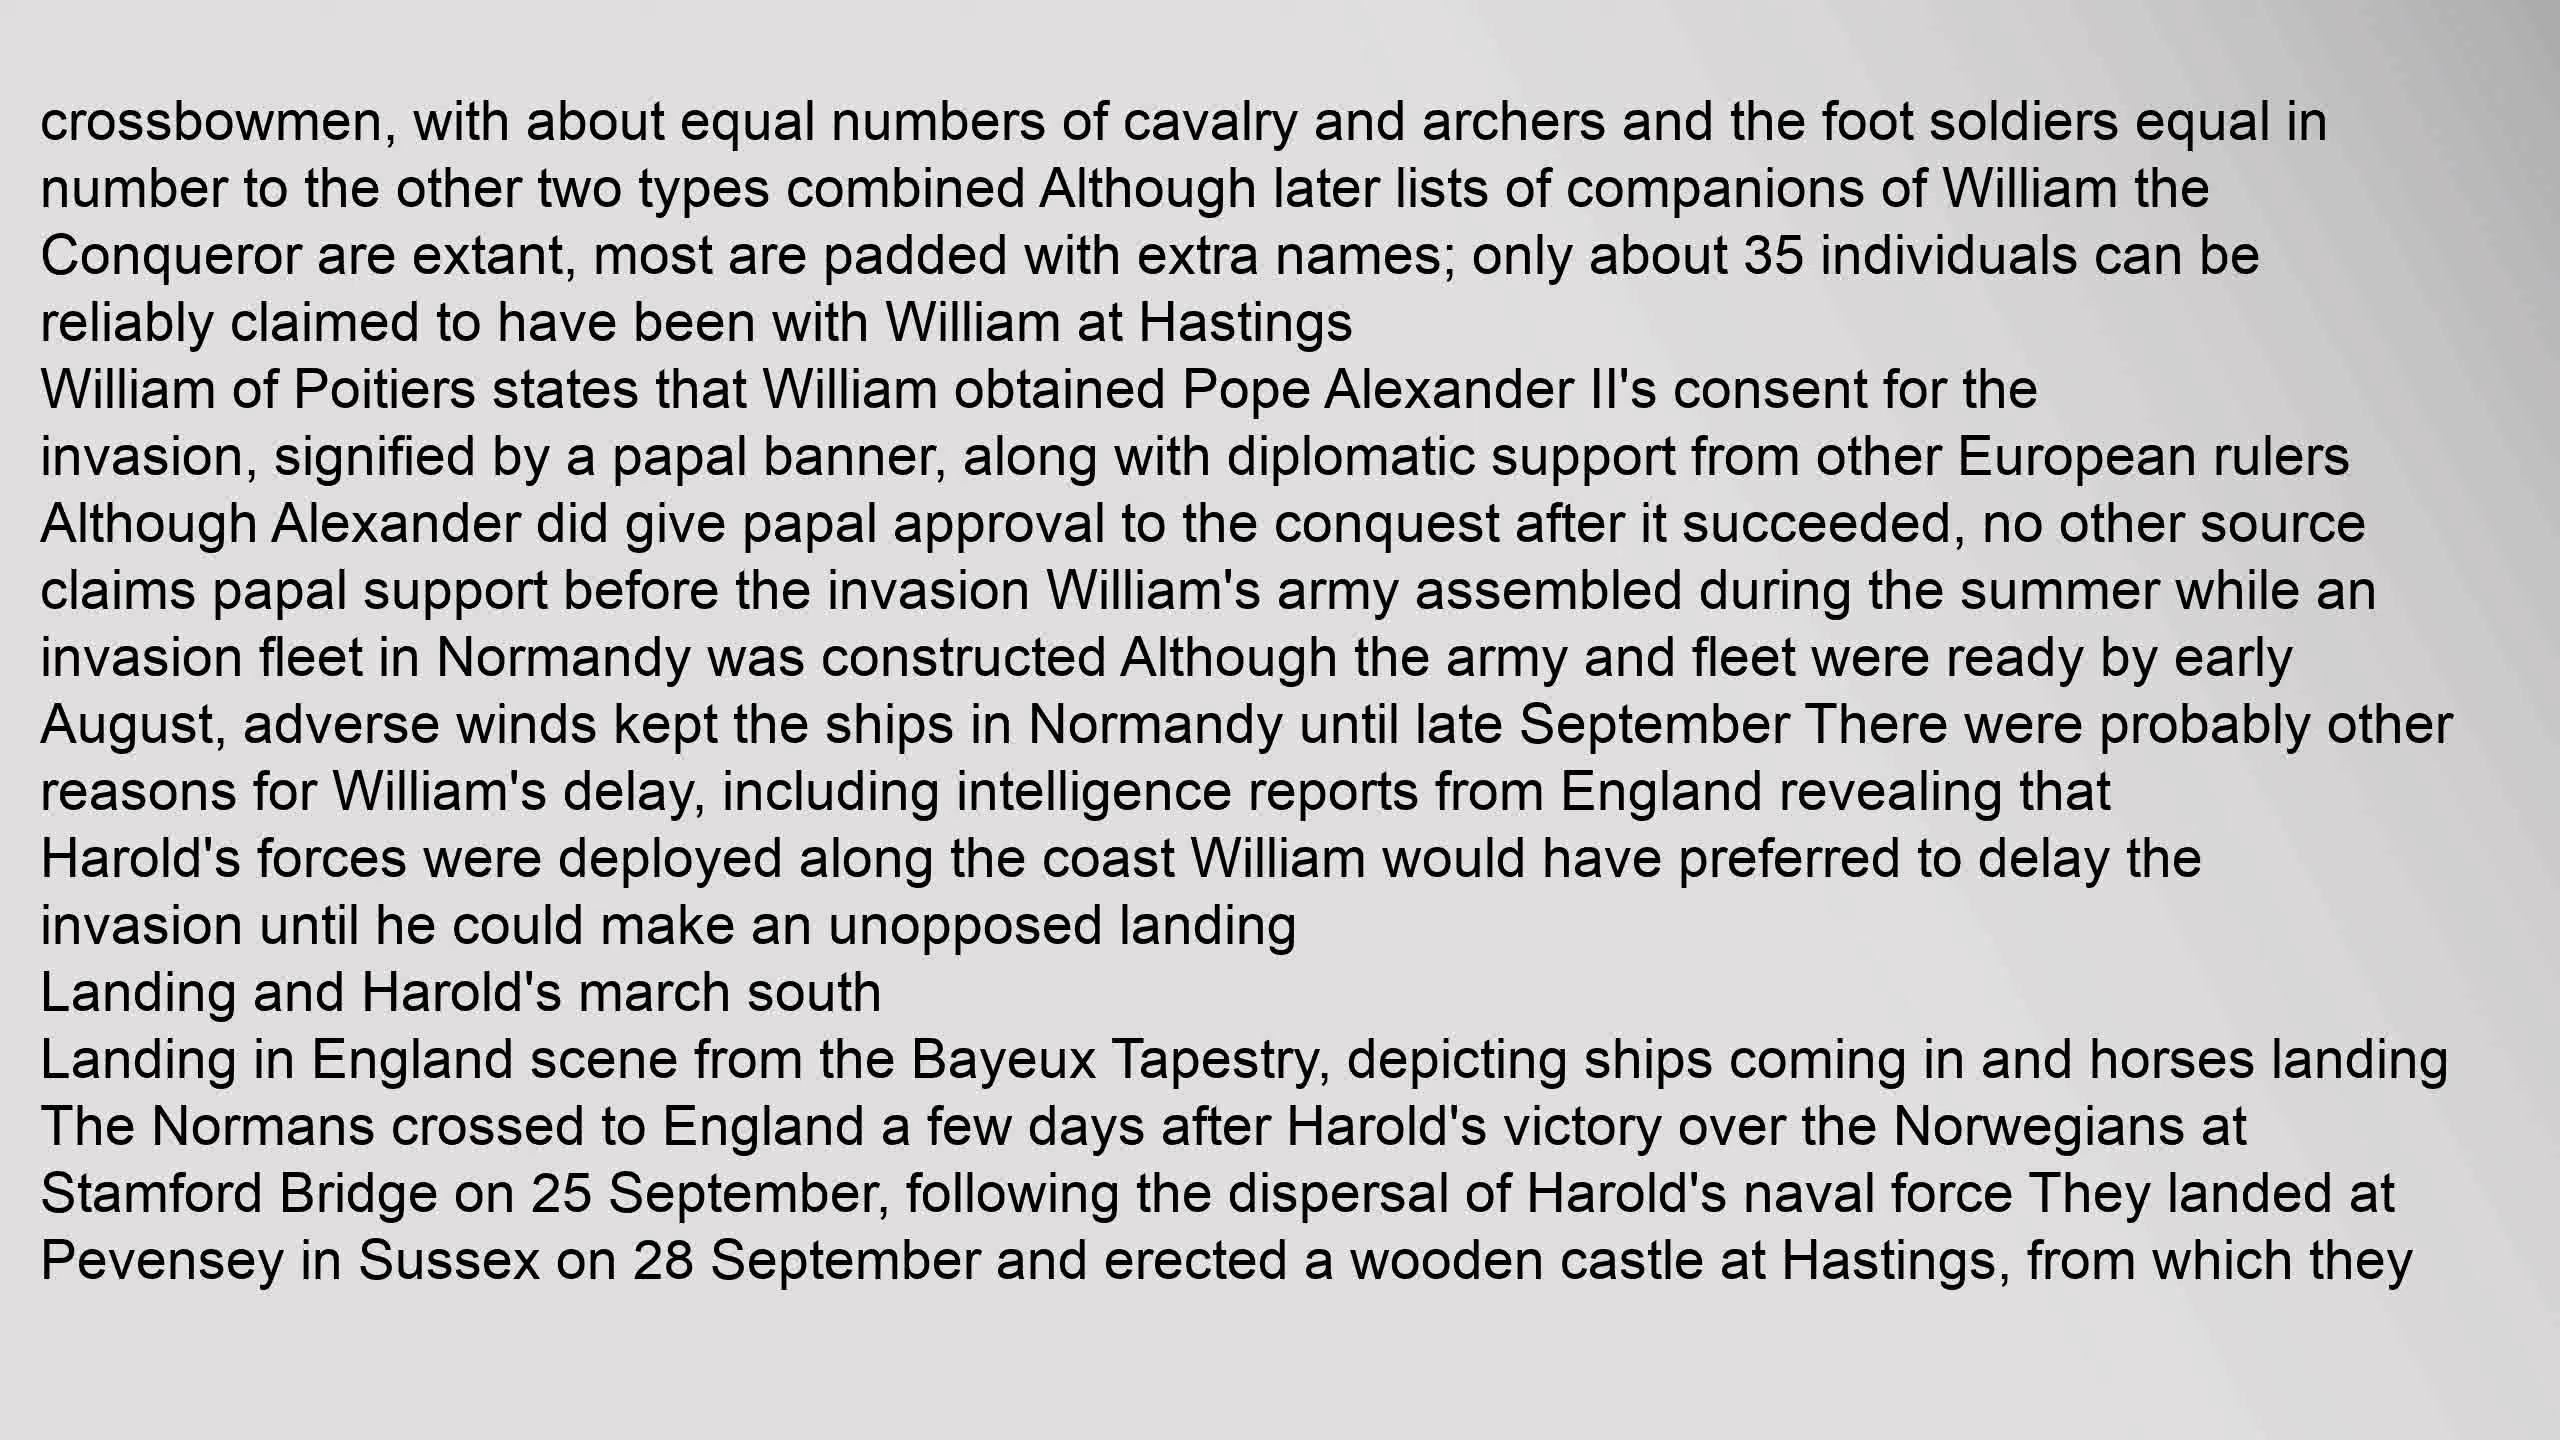 crossbowmen, with about equal numbers of cavalry and archers and the foot soldiers equal in
number to the other two types combined Although later lists of companions of William the
Conqueror are extant, most are padded with extra names; only about 35 individuals can be
reliably claimed to have been with William at Hastings
William of Poitiers states that William obtained Pope Alexander II's consent for the
invasion, signified by a papal banner, along with diplomatic support from other European rulers
Although Alexander did give papal approval to the conquest after it succeeded, no other source
claims papal support before the invasion William's army assembled during the summer while an
invasion fleet in Normandy was constructed Although the army and fleet were ready by early
August, adverse winds kept the ships in Normandy until late September There were probably other
reasons for William's delay, including intelligence reports from England revealing that
Harold's forces were deployed along the coast William would have preferred to delay the
invasion until he could make an unopposed landing
Landing and Harold's march south
Landing in England scene from the Bayeux Tapestry, depicting ships coming in and horses landing
The Normans crossed to England a few days after Harold's victory over the Norwegians at
Stamford Bridge on 25 September, following the dispersal of Harold's naval force They landed at
Pevensey in Sussex on 28 September and erected a wooden castle at Hastings, from which they